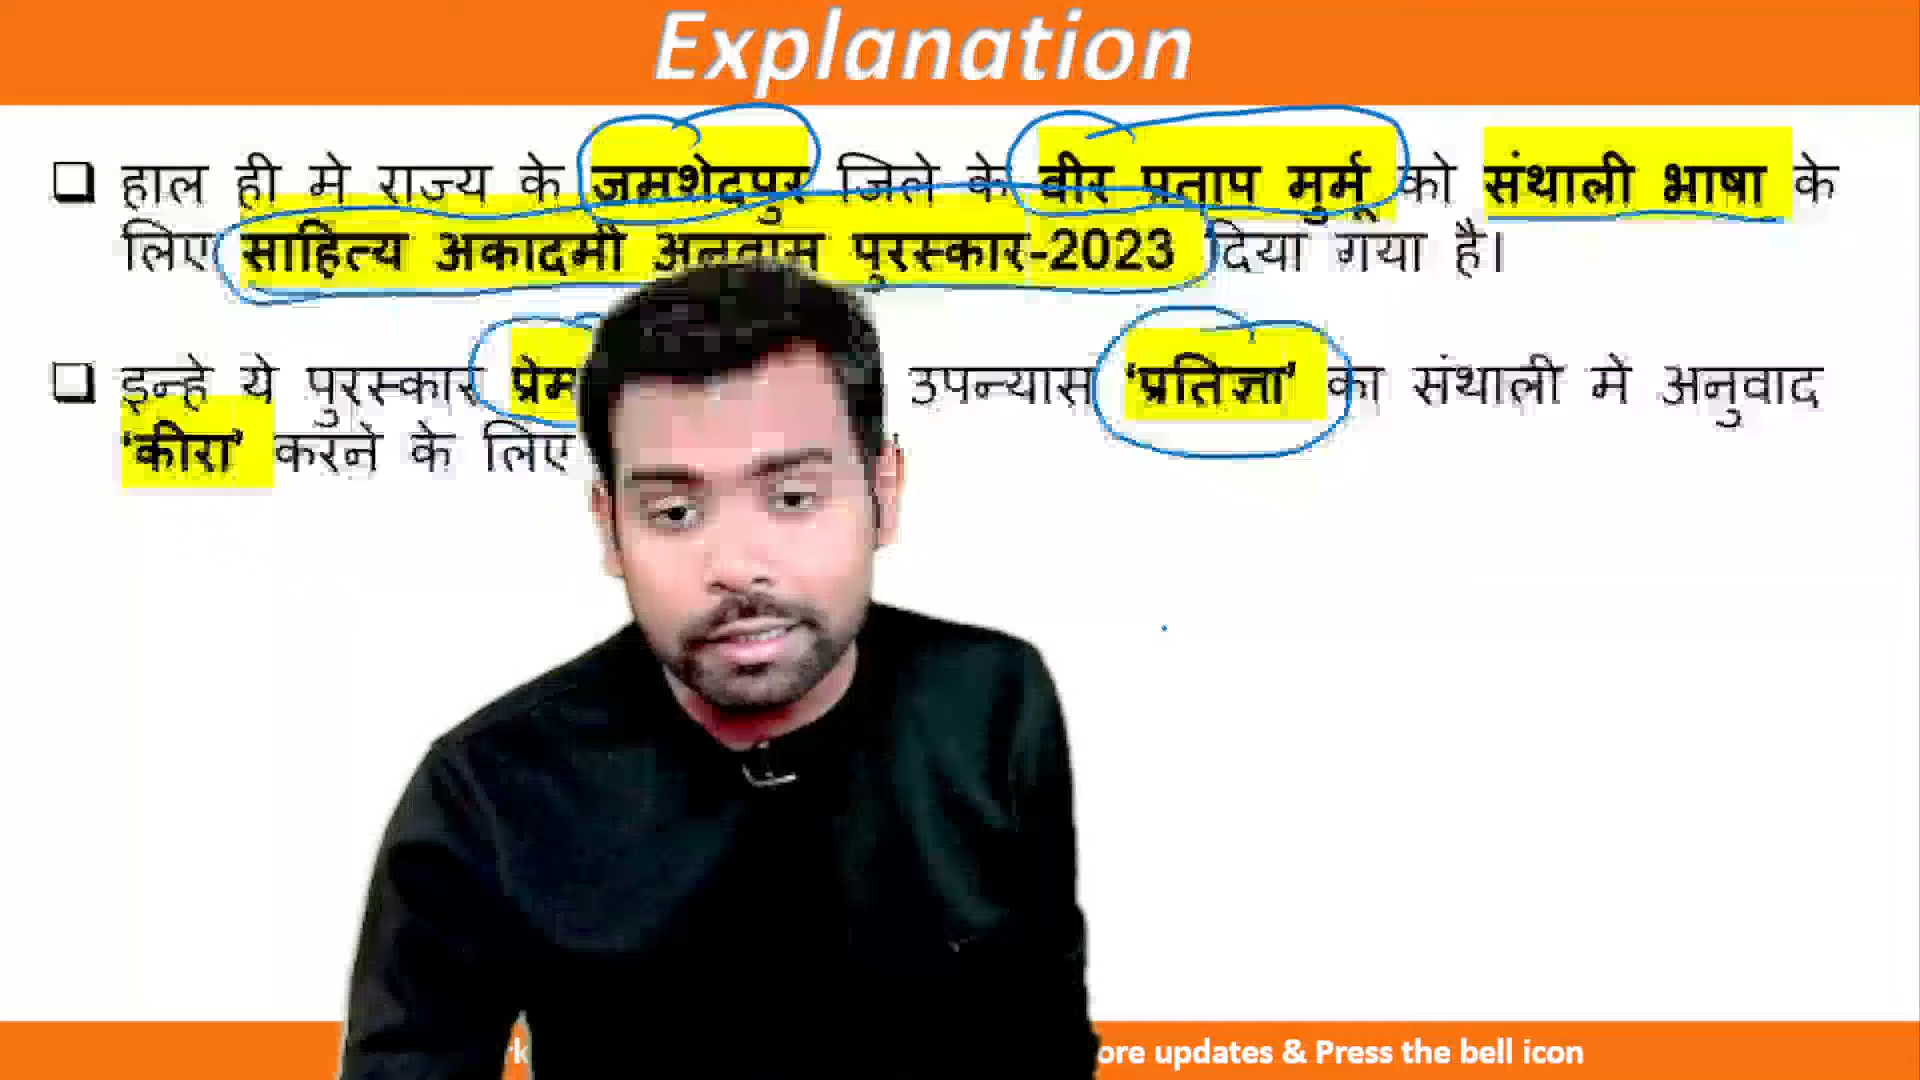 Explanation
हाल ही मे राज्य के जमशेदपुर जिले के वीर प्रताप मुर्मू को संथाली भाषा के
लिए साहित्य अकादमी अनुवाद पुरस्कार-2023 दिया गया है।
इन्हे ये पुरस्कार प्रेम उपन्यास 'प्रतिज्ञा' का संथाली मे अनुवाद
'कीरा' करने के लिए
ore updates & Press the bell icon